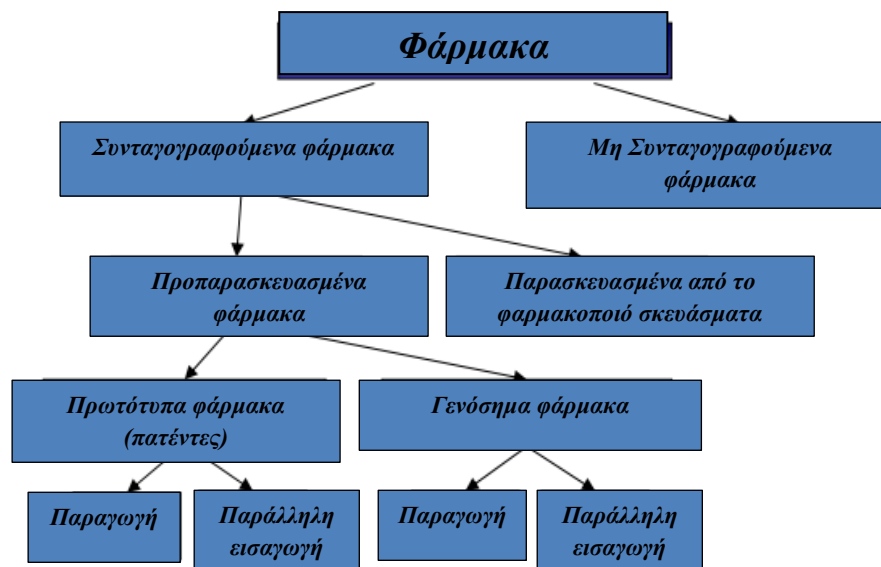 Φάρμακα
Συνταγογραφούμενα φάρμακα
Μη Συνταγογραφούμενα
φάρμακα
Προπαρασκευασμένα
φάρμακα
Παρασκευασμένα από το
φαρμακοποιό σκευάσματα
Πρωτότυπα φάρμακα
(πατέντες)
Γενόσημα φάρμακα
Παραγωγή
Παράλληλη
εισαγωγή
Παραγωγή
Παράλληλη
εισαγωγή